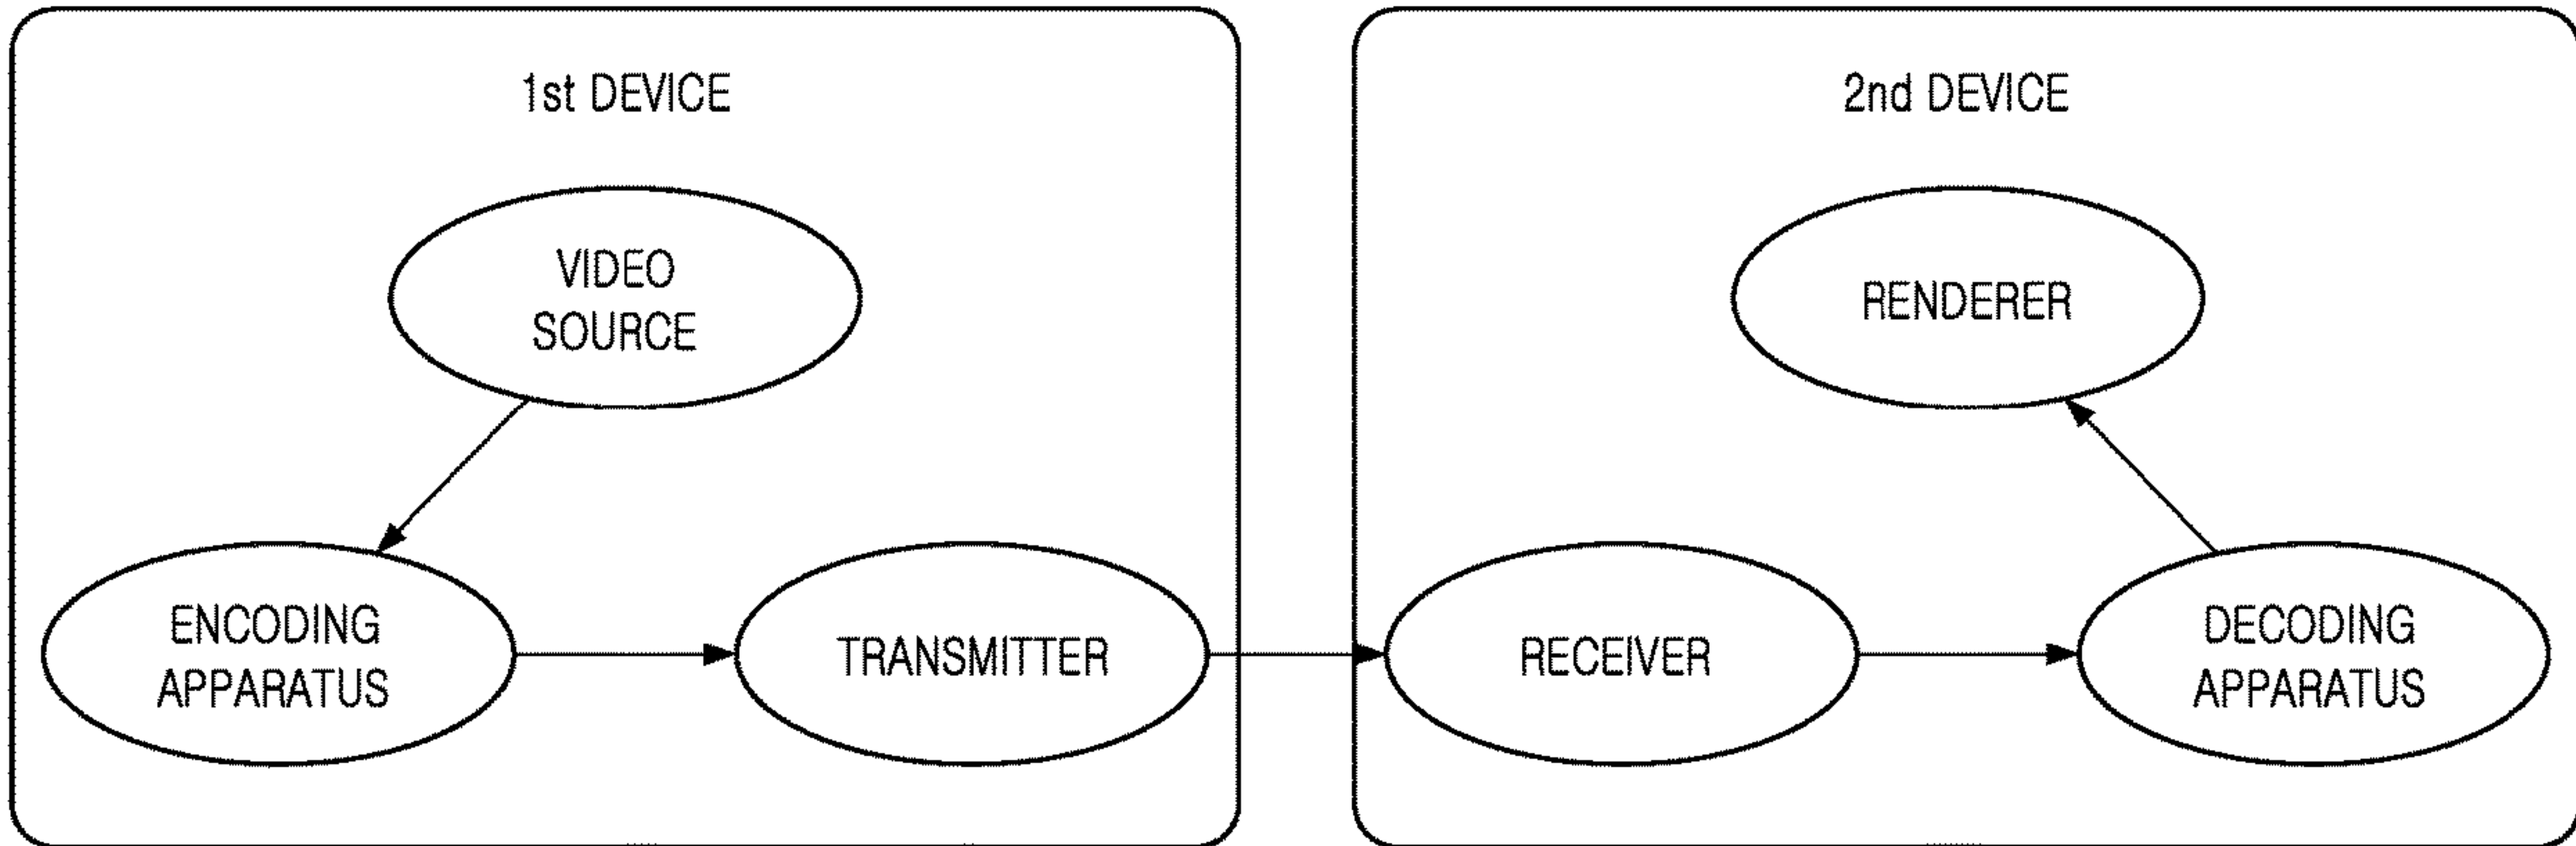 1st DEVICE
VIDEO
SOURCE
ENCODING
APPARATUS
TRANSMITTER
2nd DEVICE
RENDERER
RECEIVER
DECODING
APPARATUS